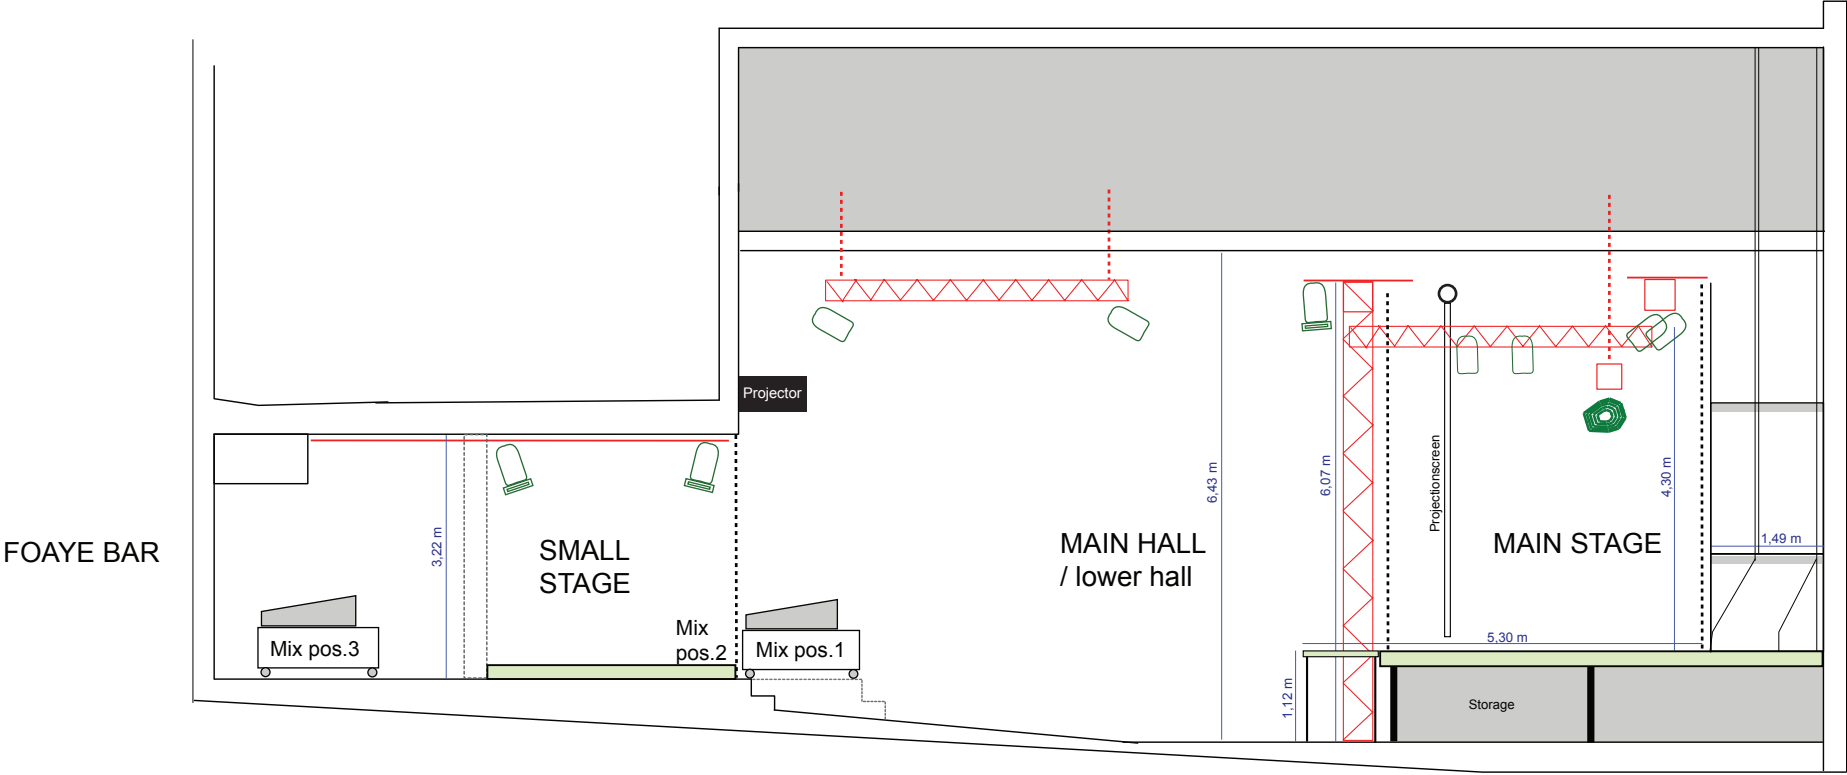 Projector
FOAYE BAR
3,22 m
SMALL
STAGE
Mix pos.3
Mix
pos.2
Mix pos.1
6,43 m
MAIN HALL
/ lower hall
6,07 m
1,12 m
Projectionscreen
MAIN STAGE
4,30 m
1,49 m
5,30 m
Storage